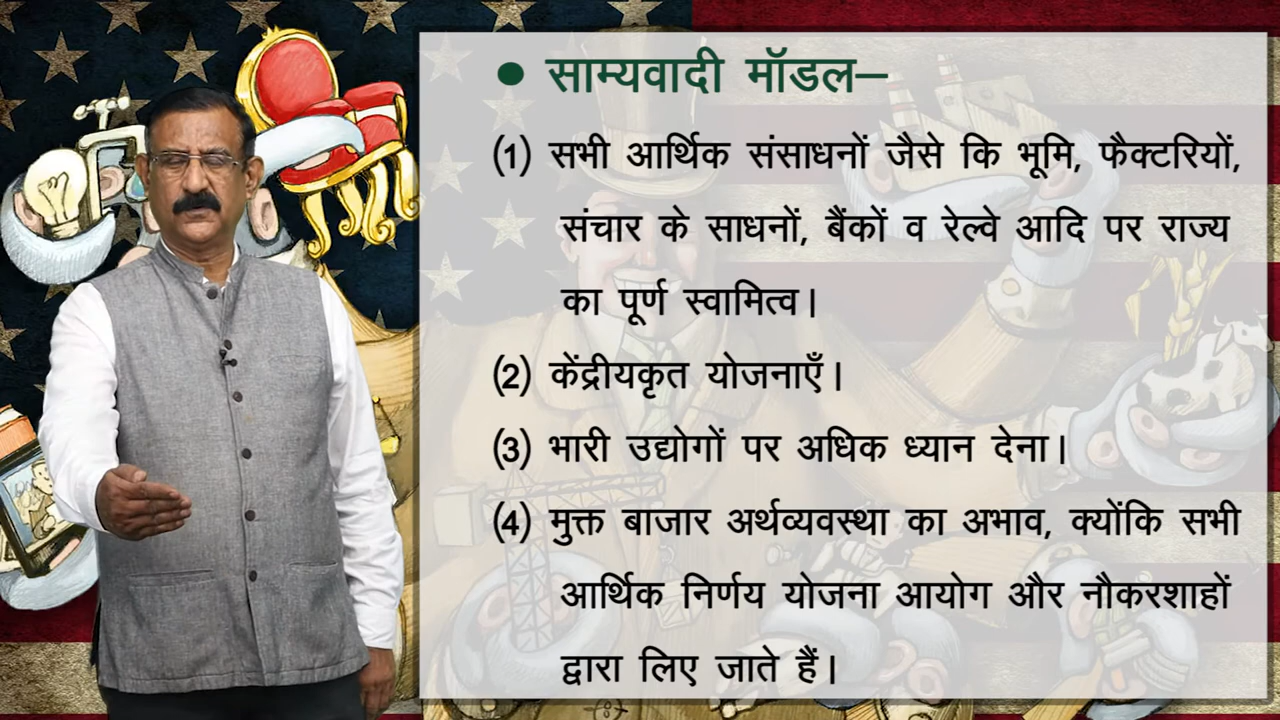 ● साम्यवादी मॉडल–
(1) सभी आर्थिक संसाधनों जैसे कि भूमि, फैक्टरियों,
संचार के साधनों, बैंकों व रेल्वे आदि पर राज्य
का पूर्ण स्वामित्व।
(2) केंद्रीयकृत योजनाएँ।
(3) भारी उद्योगों पर अधिक ध्यान देना।
(4) मुक्त बाजार अर्थव्यवस्था का अभाव, क्योंकि सभी
आर्थिक निर्णय योजना आयोग और नौकरशाहों
द्वारा लिए जाते हैं।